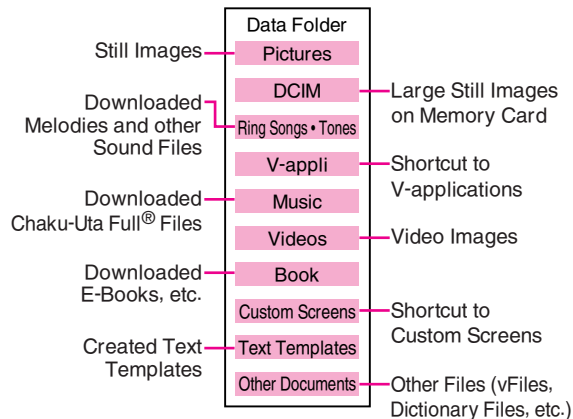 Data Folder
Still Images
Pictures
DCIM
Large Still Images
on Memory Card
Downloaded
Melodies and other
Sound Files
Ring Songs • Tones
V-appli
Shortcut to
V-applications
Downloaded
Chaku-Uta Full® Files
Music
Videos
Video Images
Downloaded
E-Books, etc.
Book
Custom Screens
Shortcut to
Custom Screens
Created Text
Templates
Text Templates
Other Documents
Other Files (vFiles,
Dictionary Files, etc.)